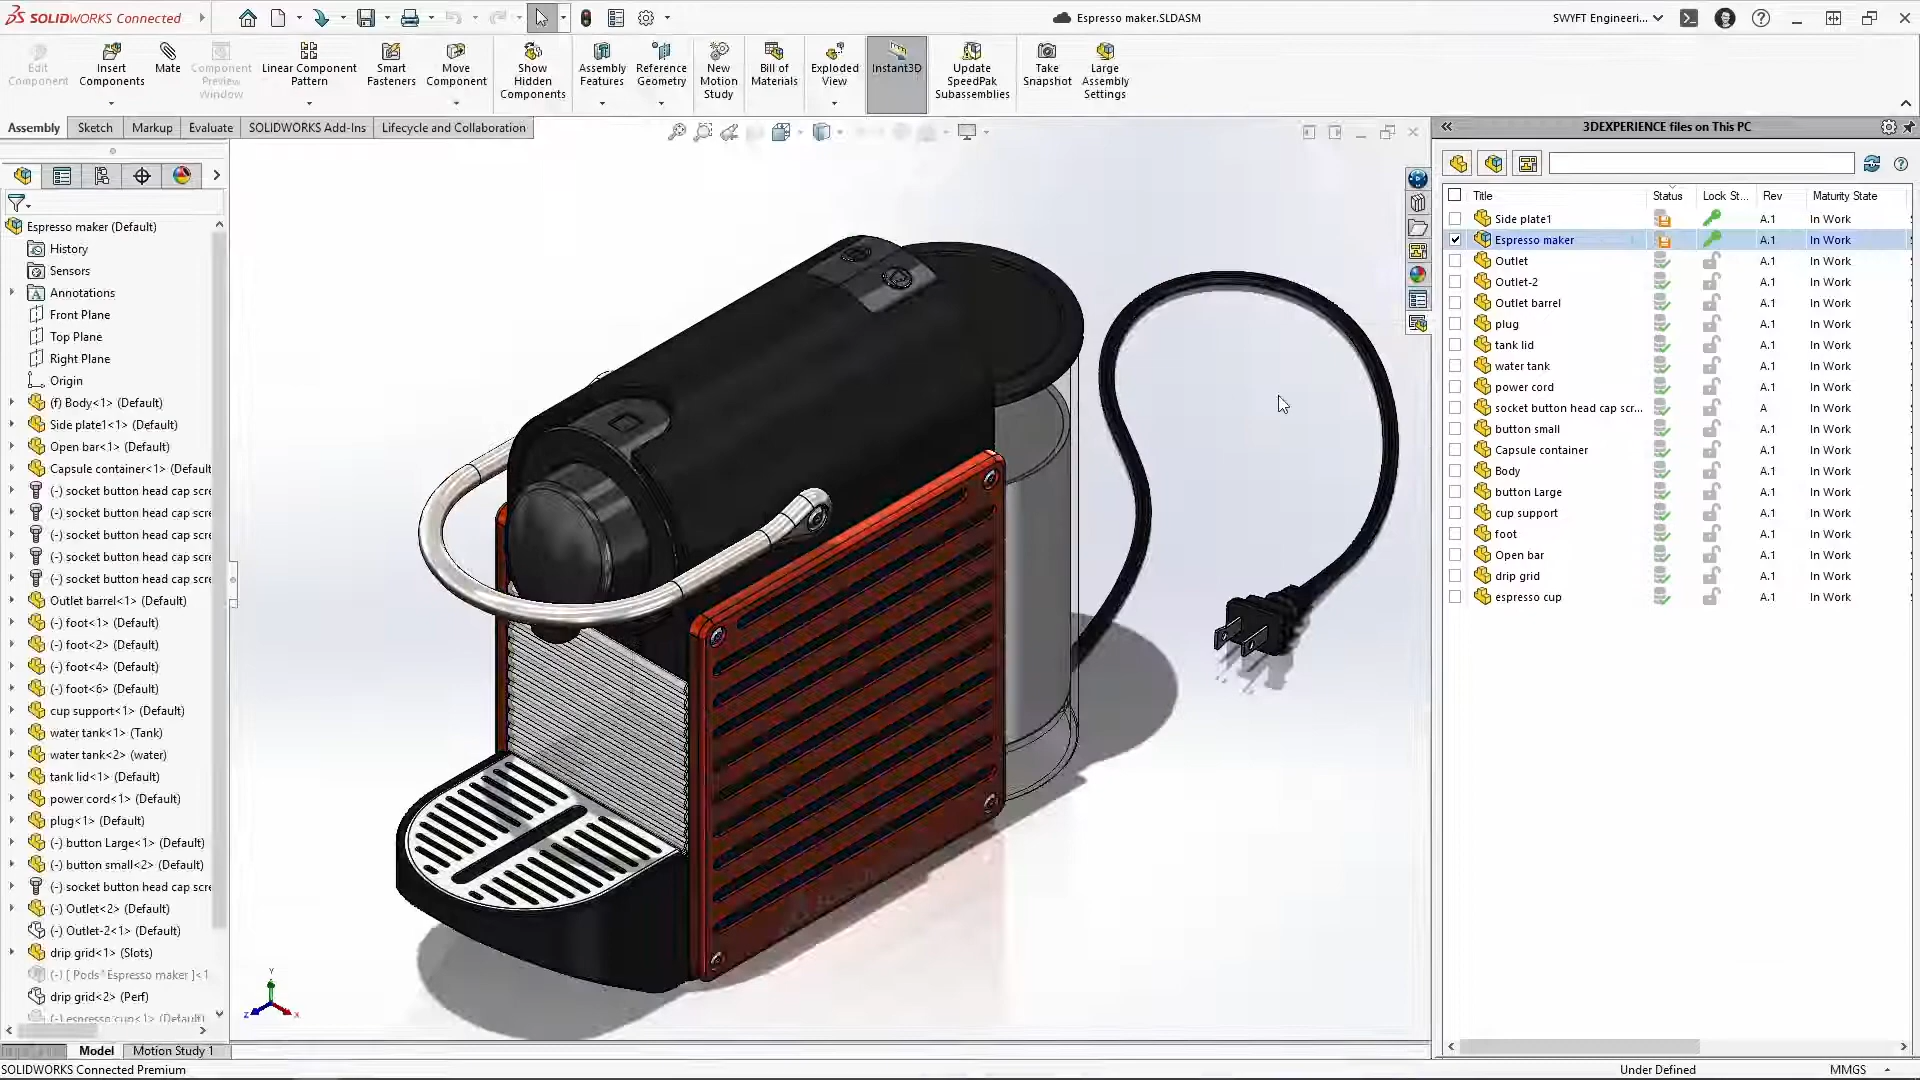 SOLIDWORKS Connected
Espresso maker.SLDASM
SWYFT Engineeri...
Edit Component
Insert Components
Mate
Component Preview Window
Linear Component Pattern
Smart Fasteners
Move Component
Show Hidden Components
Assembly Features
Reference Geometry
New Motion Study
Bill of Materials
Exploded View
Instant3D
Update SpeedPak Subassemblies
Take Snapshot
Large Assembly Settings
Assembly
Sketch
Markup
Evaluate
SOLIDWORKS Add-Ins
Lifecycle and Collaboration
Espresso maker (Default)
History
Sensors
Annotations
Front Plane
Top Plane
Right Plane
Origin
(f) Body<1> (Default)
Side plate1<1> (Default)
Open bar<1> (Default)
Capsule container<1> (Default
(-) socket button head cap scre
(-) socket button head cap scre
(-) socket button head cap scre
(-) socket button head cap scre
(-) socket button head cap scre
Outlet barrel<1> (Default)
(-) foot<1> (Default)
(-) foot<2> (Default)
(-) foot<4> (Default)
(-) foot<6> (Default)
cup support<1> (Default)
water tank<1> (Tank)
water tank<2> (water)
tank lid<1> (Default)
power cord<1> (Default)
plug<1> (Default)
(-) button Large<1> (Default)
(-) button small<2> (Default)
(-) socket button head cap scre
(-) Outlet<2> (Default)
(-) Outlet-2<1> (Default)
drip grid<1> (Slots)
(-) [ Pods^Espresso maker ]<1
drip grid<2> (Perf)
(-) espresso cup<1> (Default)
Y
Z
X
Model
Motion Study 1
SOLIDWORKS Connected Premium
Under Defined
MMGS
3DEXPERIENCE files on This PC
Title Status Lock St... Rev Maturity State
Side plate1 A.1 In Work
Espresso maker A.1 In Work
Outlet A.1 In Work
Outlet-2 A.1 In Work
Outlet barrel A.1 In Work
plug A.1 In Work
tank lid A.1 In Work
water tank A.1 In Work
power cord A.1 In Work
socket button head cap scr... A In Work
button small A.1 In Work
Capsule container A.1 In Work
Body A.1 In Work
button Large A.1 In Work
cup support A.1 In Work
foot A.1 In Work
Open bar A.1 In Work
drip grid A.1 In Work
espresso cup A.1 In Work